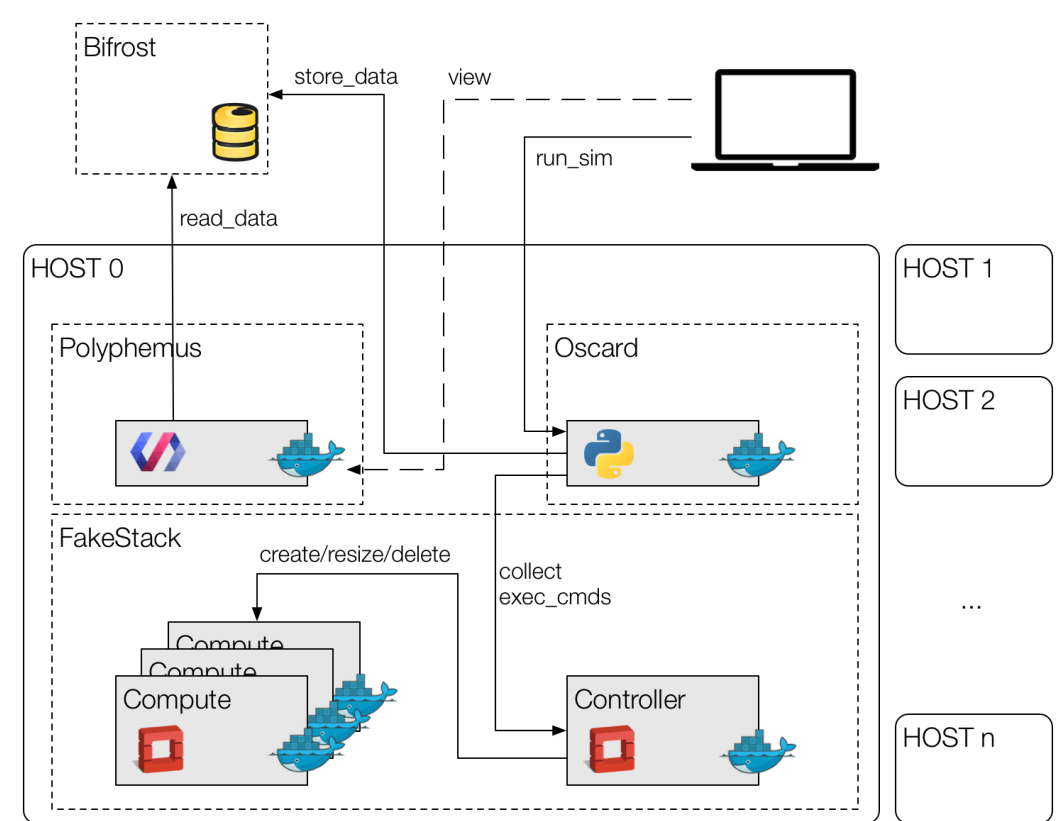 Bifrost
store_data
view
run_sim
read_data
HOST 0
HOST 1
Polyphemus
Oscard
HOST 2
FakeStack
create/resize/delete
collect
exec_cmds
...
Compute
Compute
Compute
Controller
HOST n